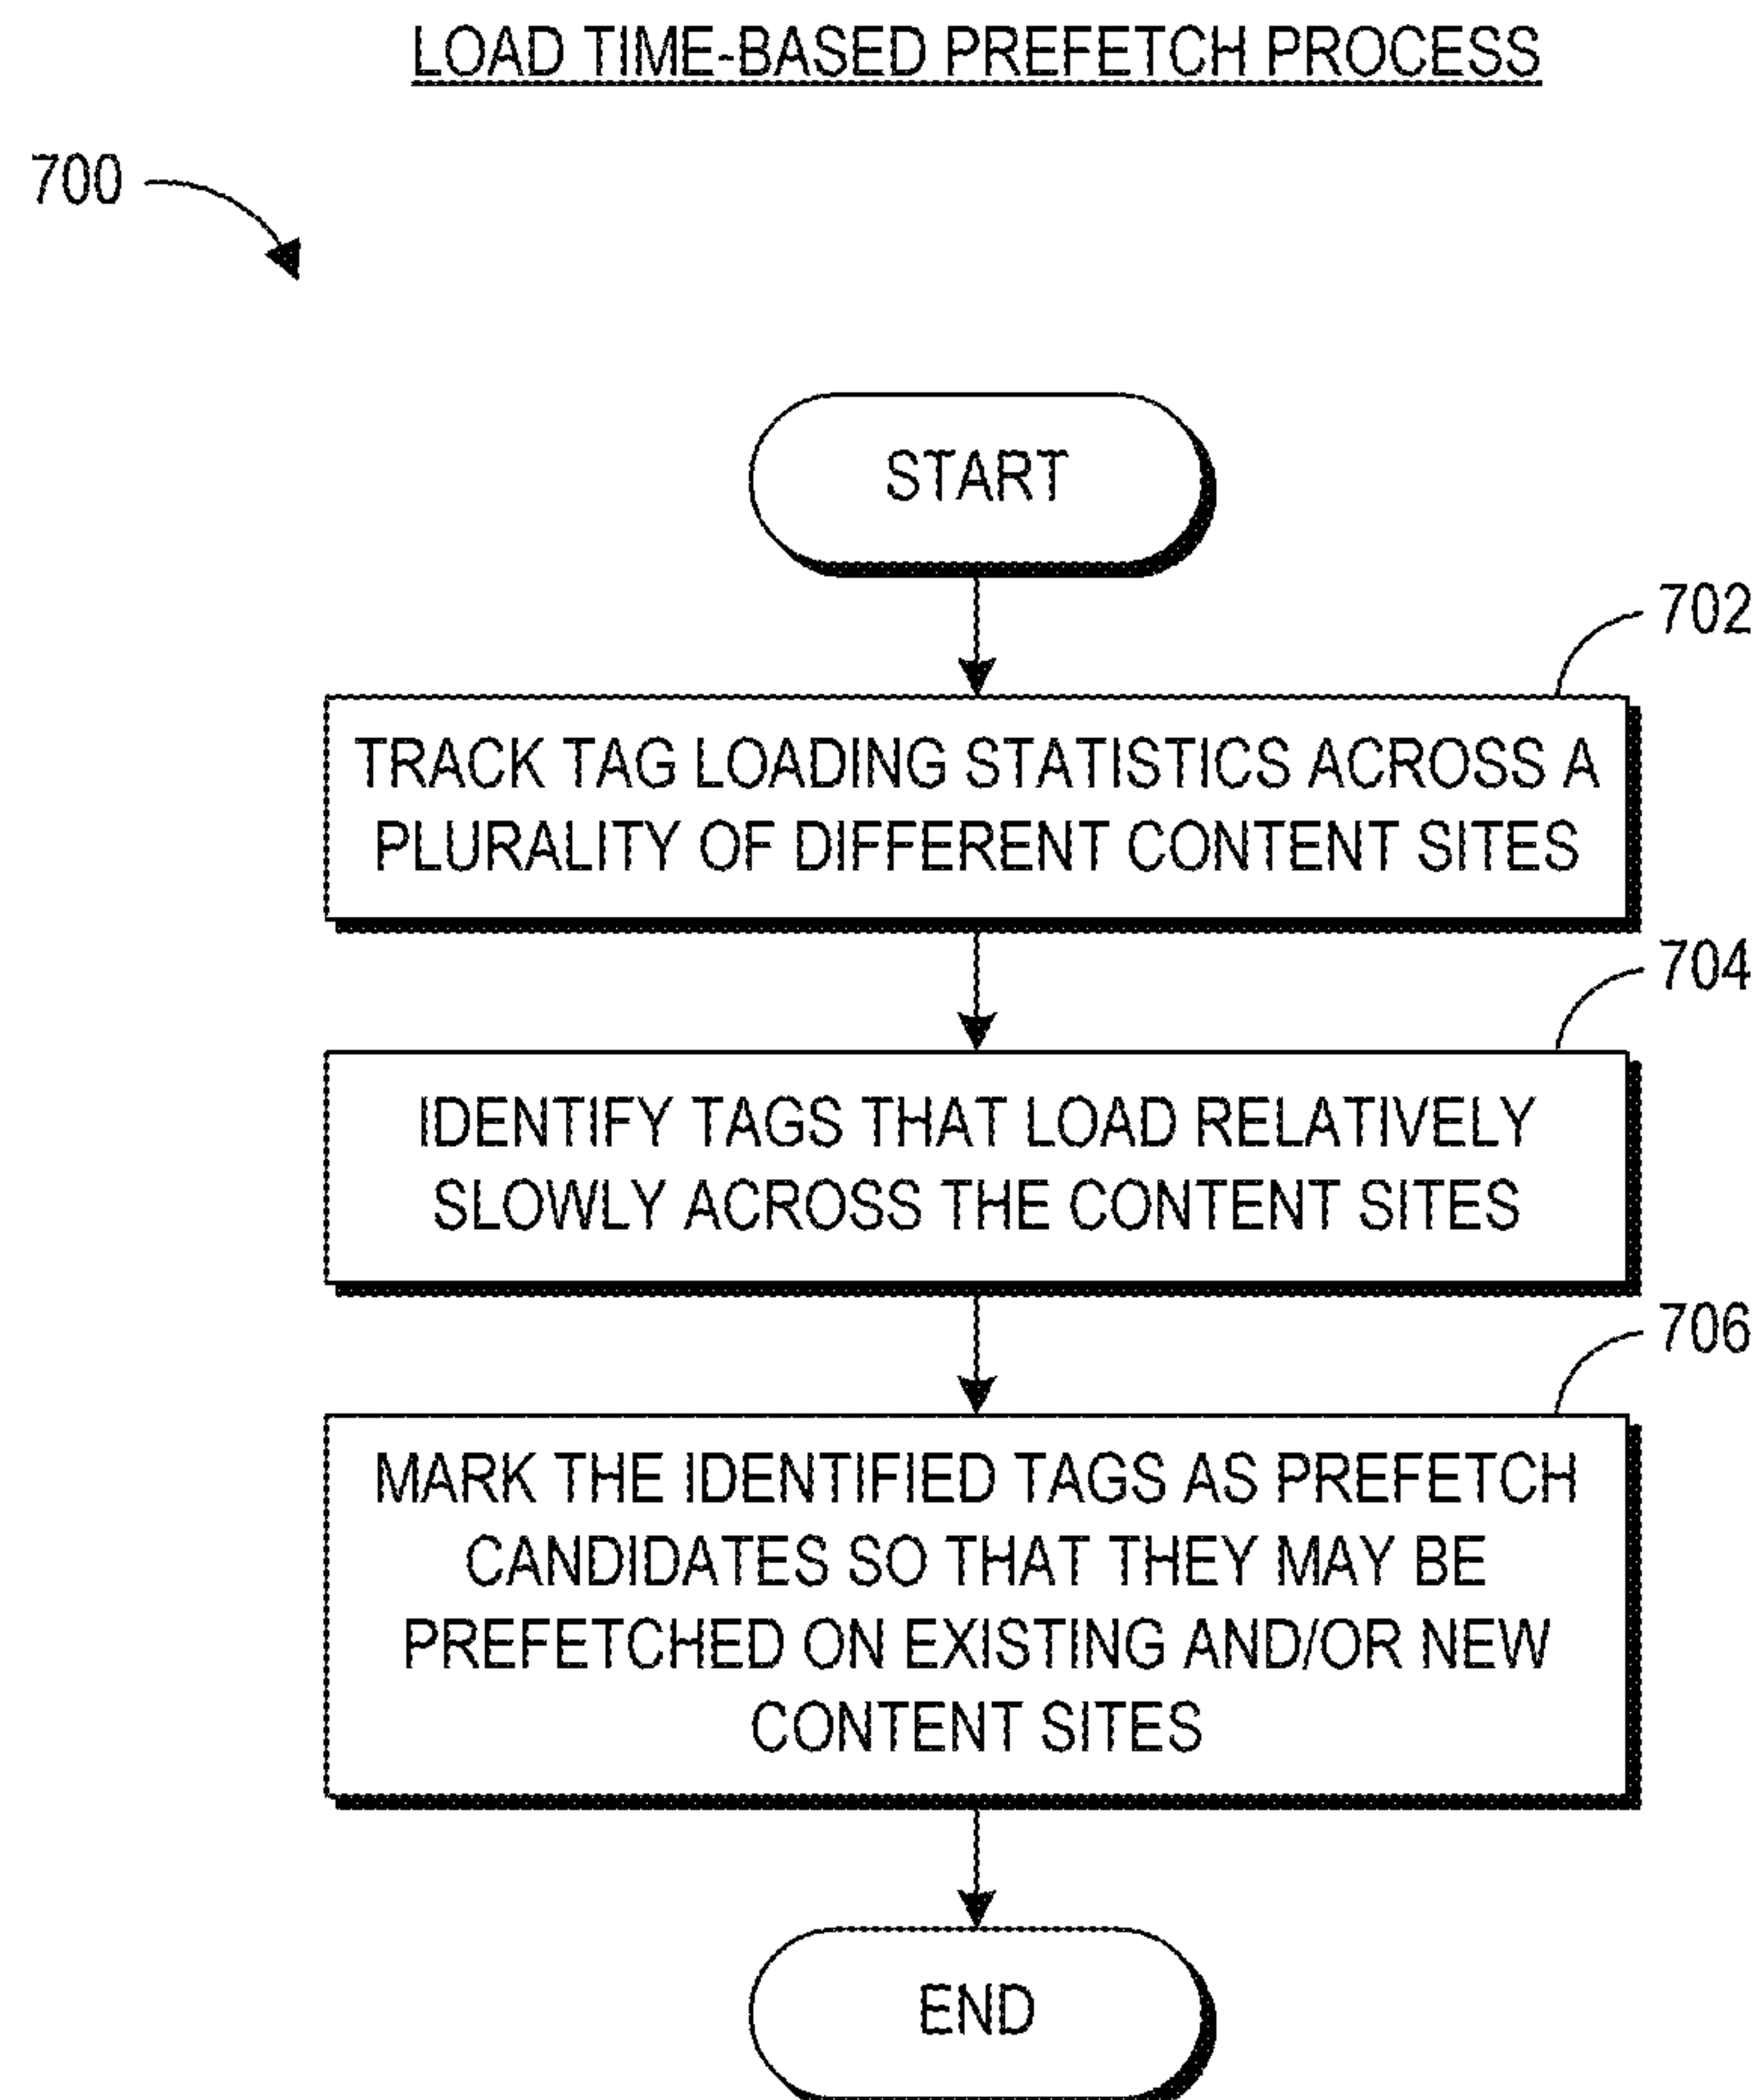 LOAD TIME-BASED PREFETCH PROCESS
700
START
702
TRACK TAG LOADING STATISTICS ACROSS A
PLURALITY OF DIFFERENT CONTENT SITES
704
IDENTIFY TAGS THAT LOAD RELATIVELY
SLOWLY ACROSS THE CONTENT SITES
706
MARK THE IDENTIFIED TAGS AS PREFETCH
CANDIDATES SO THAT THEY MAY BE
PREFETCHED ON EXISTING AND/OR NEW
CONTENT SITES
END